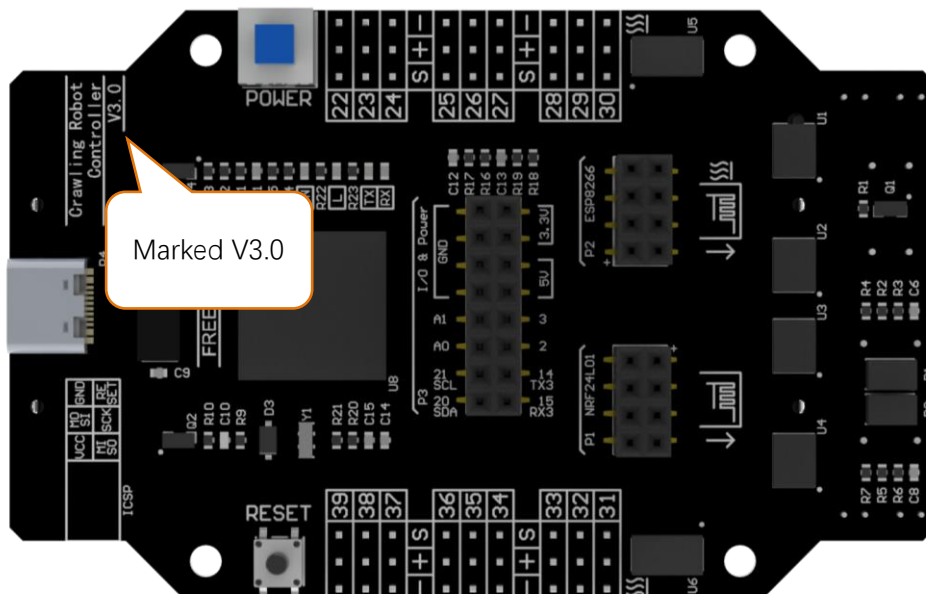 POWER
22 23 24 S + - 25 26 27 S + - 28 29 30
U5
Crawling Robot
Controller
V3.0
Marked V3.0
U1
C12 R17 R16 C13 R19 R18
R22 L R23 TX RX
ESP8266
P2
+
R1 Q1
I/O & Power
GND
3.3V
5V
U2
A1 3
A0 2
21 14
SCL TX3
20 15
SDA RX3
P3
FREE
U8
C9
R4 R2 R3 C6
U3
NRF24L01
P1
+
U4
GND RE
SET
MO
SI SCK
VCC MI
SO
ICSP
Q2 R10 C10 R9 D3 Y1 R21 R20 C15 C14
R7 R5 R6 C8
RESET
39 38 37 - + S 36 35 34 - + S 33 32 31
U6